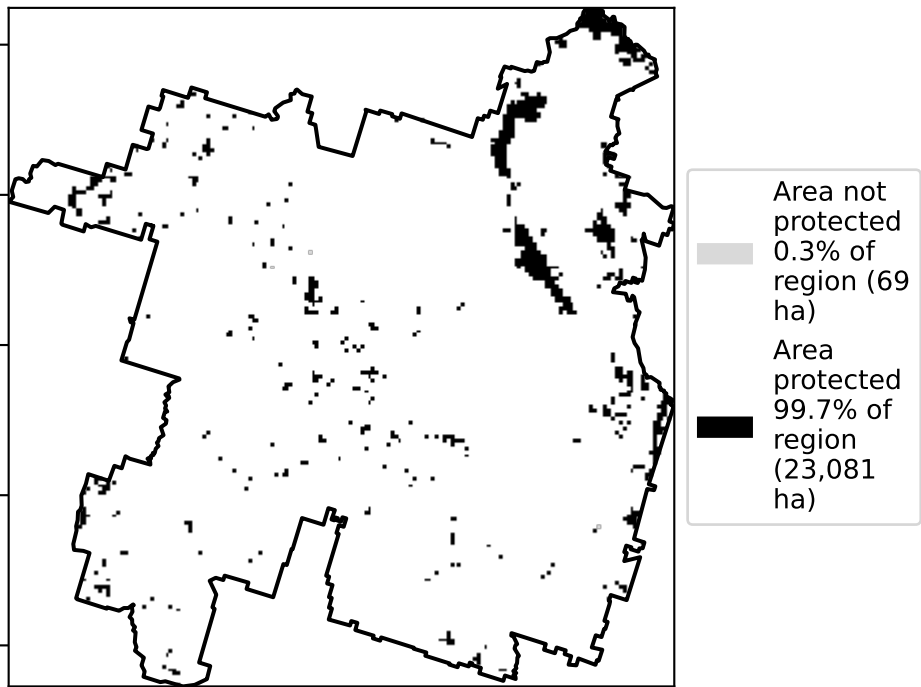 Area not
protected
0.3% of
region (69
ha)
Area
protected
99.7% of
region
(23,081
ha)